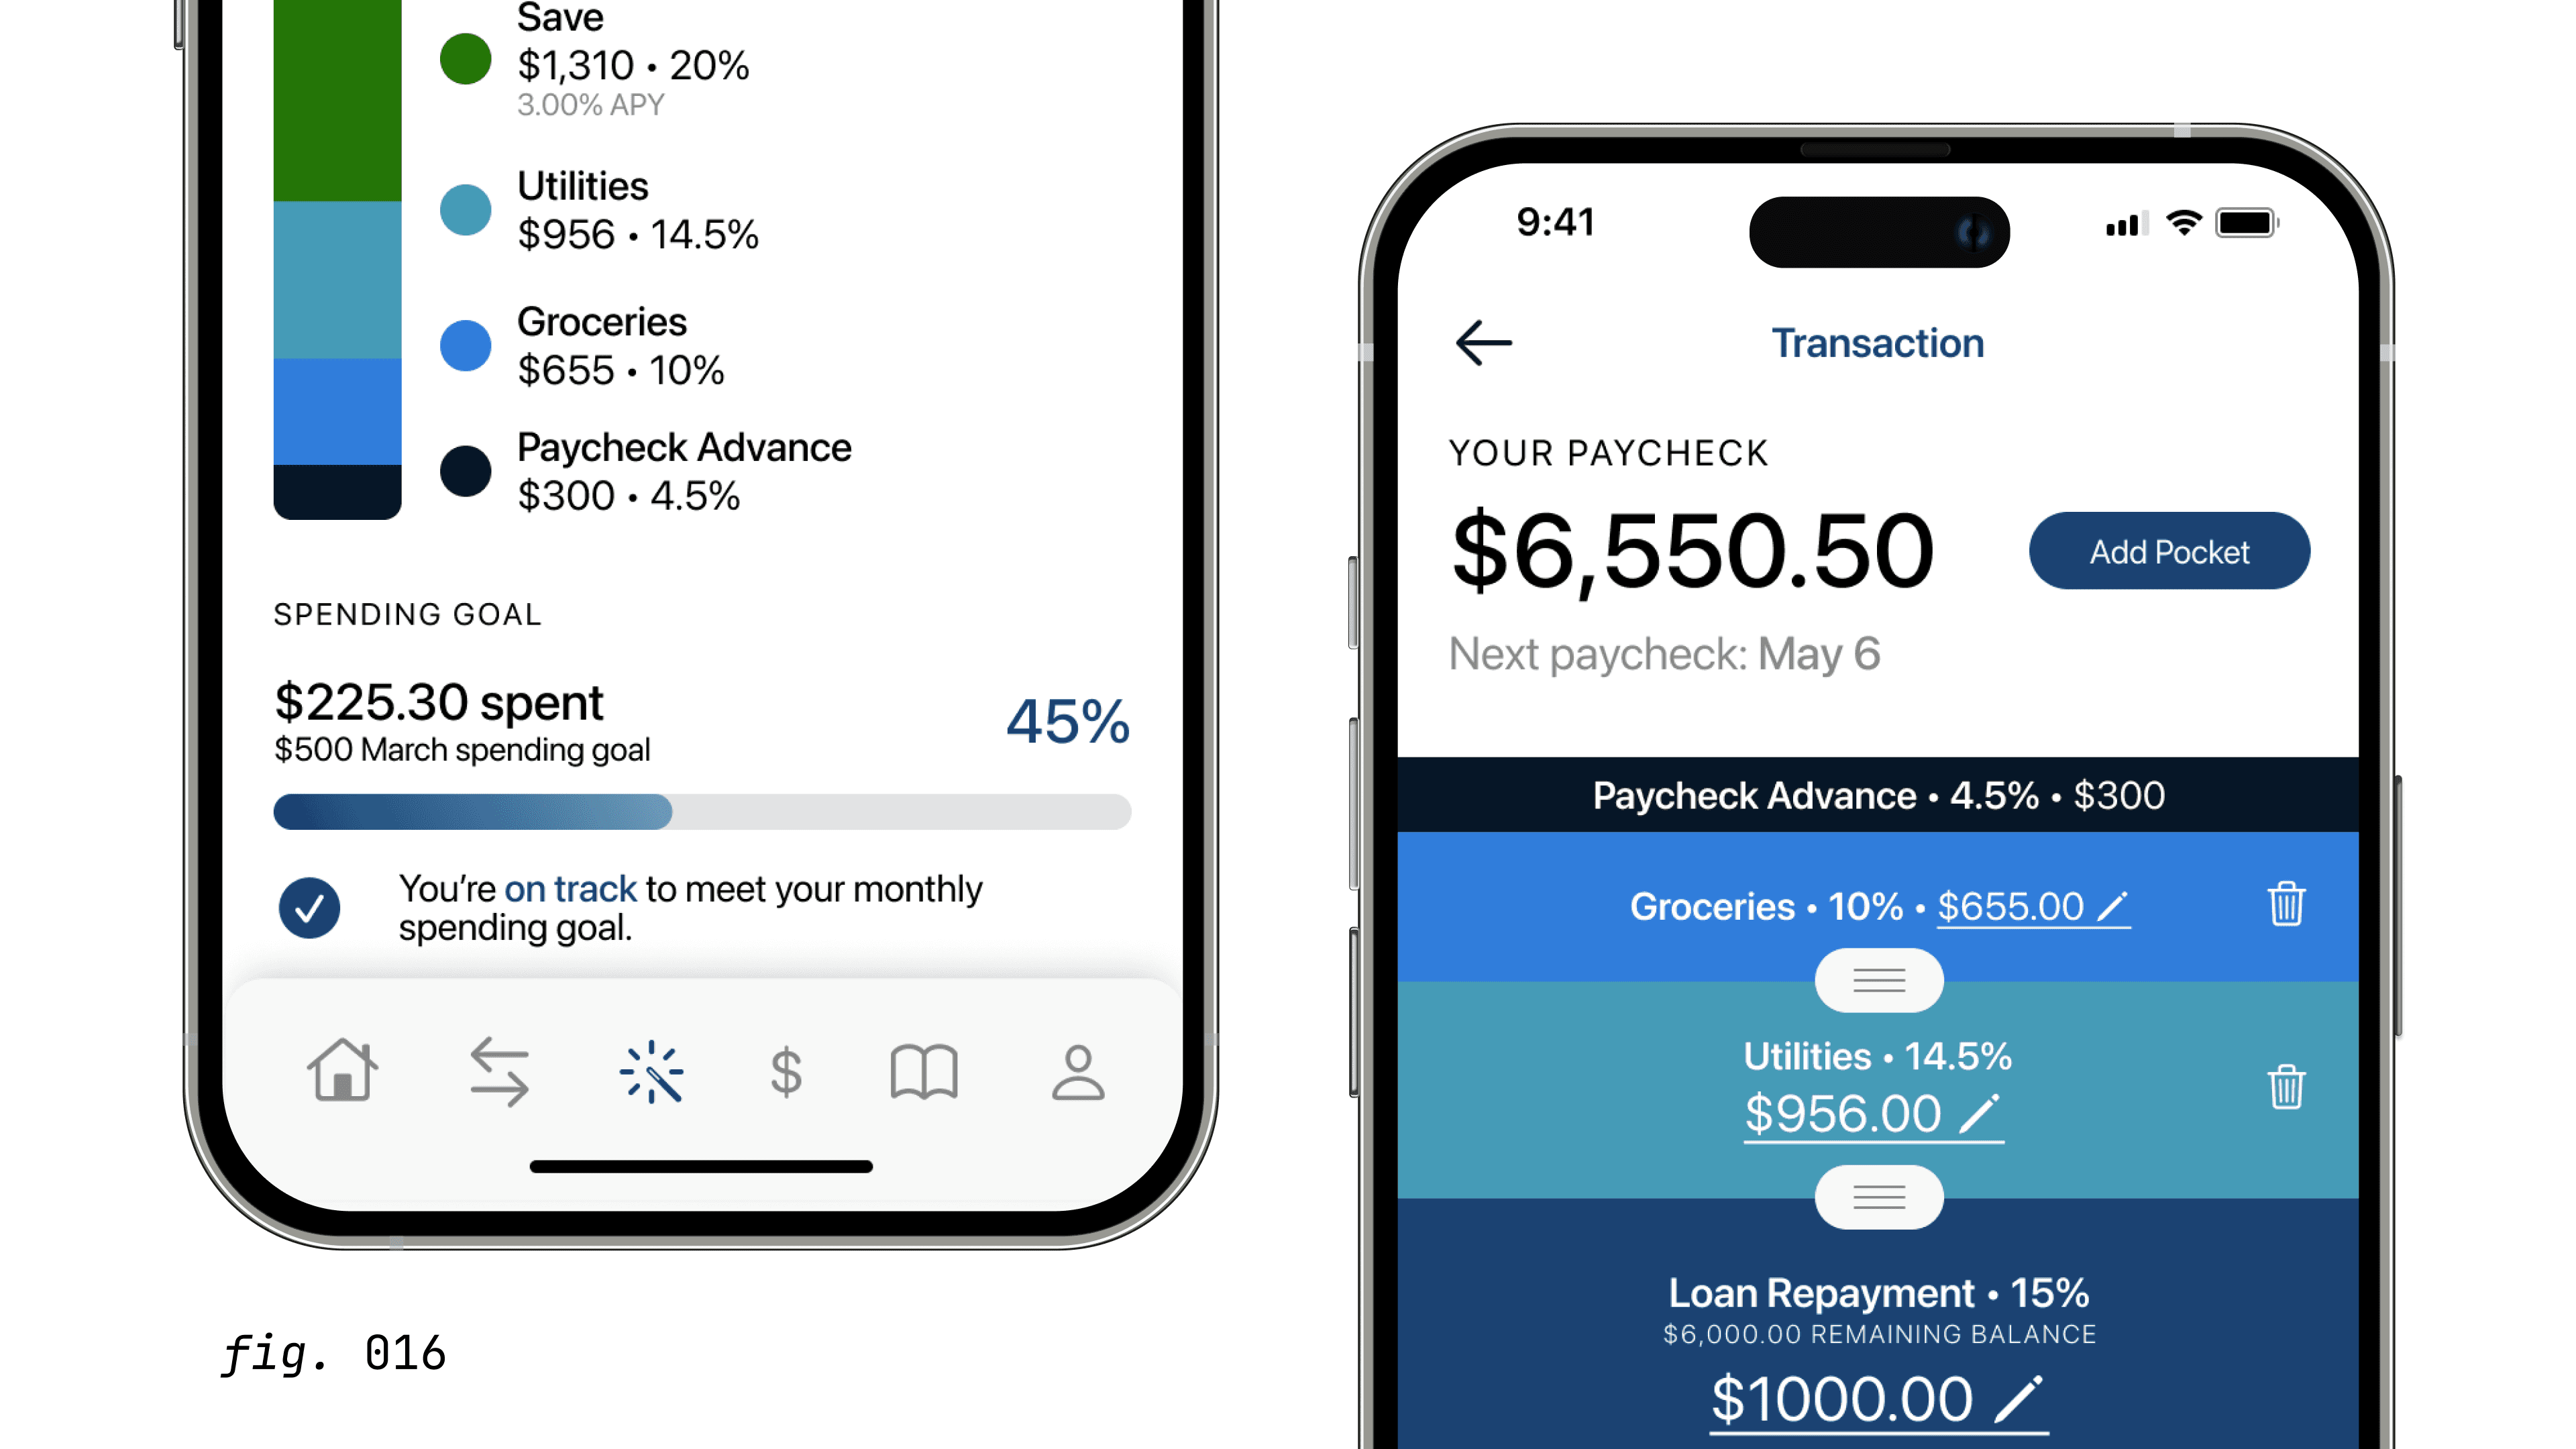 Save
$1,310 • 20%
3.00% APY
Utilities
$956 • 14.5%
Groceries
$655 • 10%
Paycheck Advance
$300 • 4.5%
SPENDING GOAL
$225.30 spent
$500 March spending goal
45%
You’re on track to meet your monthly
spending goal.
$
fig. 016
9:41
Transaction
YOUR PAYCHECK
$6,550.50
Add Pocket
Next paycheck: May 6
Paycheck Advance • 4.5% • $300
Groceries • 10% • $655.00
Utilities • 14.5%
$956.00
Loan Repayment • 15%
$6,000.00 REMAINING BALANCE
$1000.00